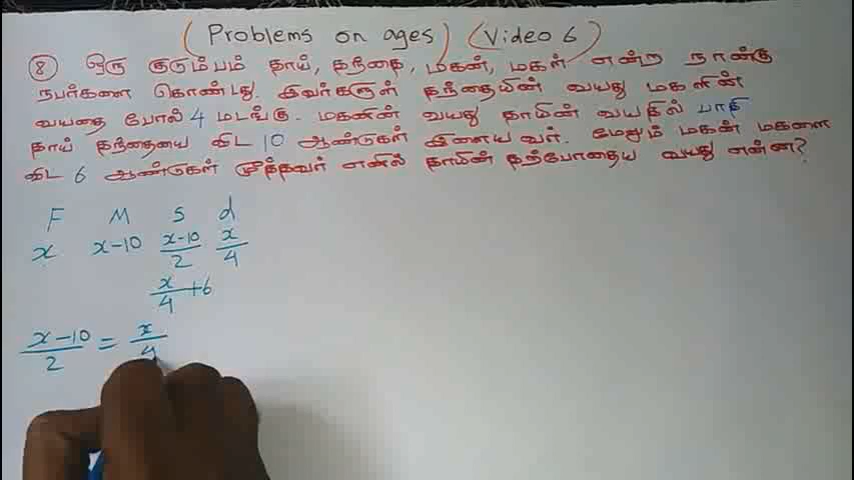 (Problems on ages) (Video 6)
8 ஒரு குடும்பம் தாய், தந்தை, மகன், மகள் என்ற நான்கு
நபர்களை கொண்டது. இவர்களுள் தந்தையின் வயது மகளின்
வயதை போல் 4 மடங்கு. மகனின் வயது தாயின் வயதில் பாதி
தாய் தந்தையை விட 10 ஆண்டுகள் இளையவர். மேலும் மகன் மகளை
விட 6 ஆண்டுகள் மூத்தவர் எனில் தாயின் தற்போதைய வயது என்ன?
F M S d
x x-10 x-10/2 x/4
x/4 +6
x-10/2 = x/4